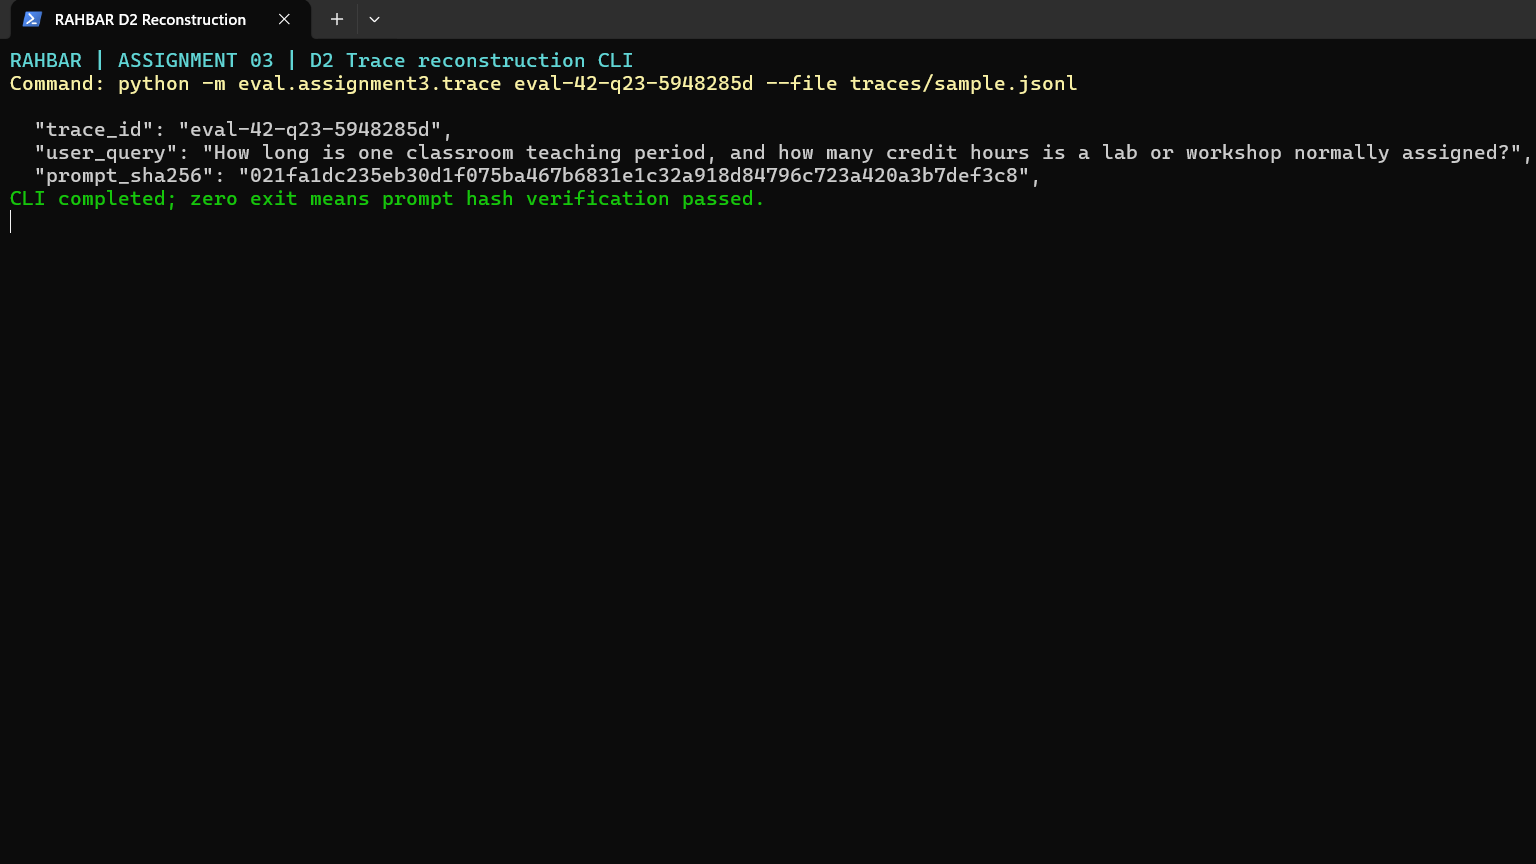 RAHBAR D2 Reconstruction
RAHBAR | ASSIGNMENT 03 | D2 Trace reconstruction CLI
Command: python -m eval.assignment3.trace eval-42-q23-5948285d --file traces/sample.jsonl
"trace_id": "eval-42-q23-5948285d",
"user_query": "How long is one classroom teaching period, and how many credit hours is a lab or workshop normally assigned?",
"prompt_sha256": "021fa1dc235eb30d1f075ba467b6831e1c32a918d84796c723a420a3b7def3c8",
CLI completed; zero exit means prompt hash verification passed.